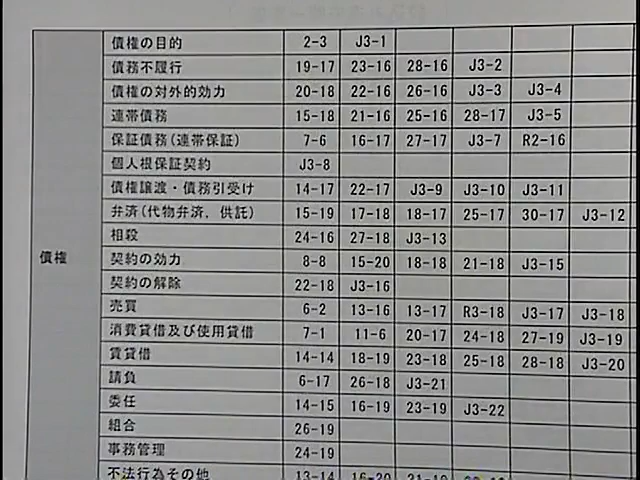 債権
債権の目的 2-3 J3-1
債務不履行 19-17 23-16 28-16 J3-2
債権の対外的効力 20-18 22-16 26-16 J3-3 J3-4
連帯債務 15-18 21-16 25-16 28-17 J3-5
保証債務(連帯保証) 7-6 16-17 27-17 J3-7 R2-16
個人根保証契約 J3-8
債権譲渡・債務引受け 14-17 22-17 J3-9 J3-10 J3-11
弁済(代物弁済，供託) 15-19 17-18 18-17 25-17 30-17 J3-12
相殺 24-16 27-18 J3-13
契約の効力 8-8 15-20 18-18 21-18 J3-15
契約の解除 22-18 J3-16
売買 6-2 13-16 13-17 R3-18 J3-17 J3-18
消費貸借及び使用貸借 7-1 11-6 20-17 24-18 27-19 J3-19
賃貸借 14-14 18-19 23-18 25-18 28-18 J3-20
請負 6-17 26-18 J3-21
委任 14-15 16-19 23-19 J3-22
組合 26-19
事務管理 24-19
不法行為その他 13-14 16-20 21-19